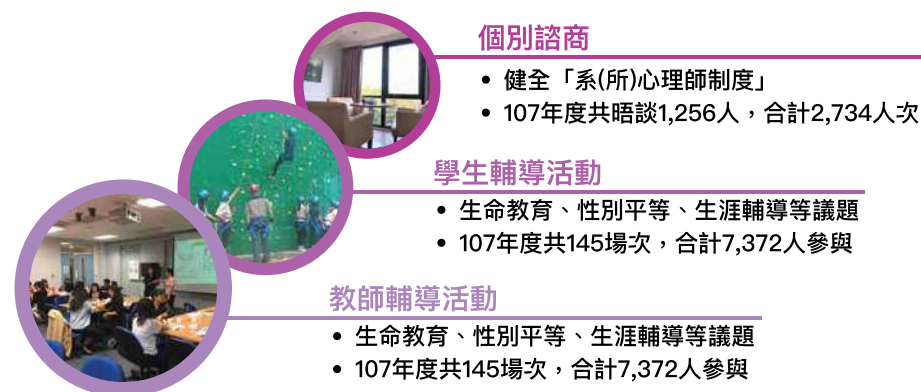 個別諮商
• 健全「系(所)心理師制度」
• 107年度共晤談1,256人，合計2,734人次
學生輔導活動
• 生命教育、性別平等、生涯輔導等議題
• 107年度共145場次，合計7,372人參與
教師輔導活動
• 生命教育、性別平等、生涯輔導等議題
• 107年度共145場次，合計7,372人參與